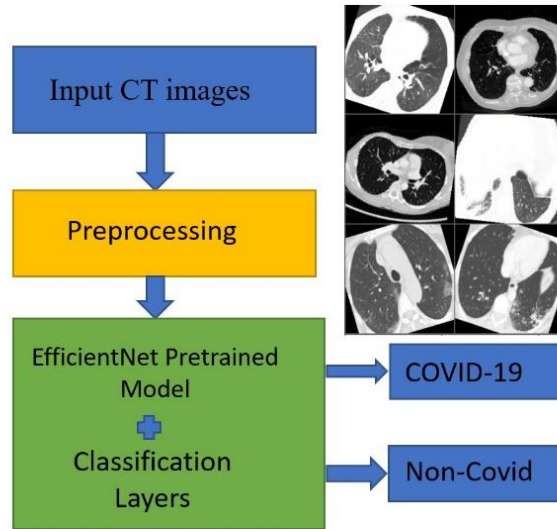 Input CT images
Preprocessing
EfficientNet Pretrained
Model
Classification
Layers
COVID-19
Non-Covid